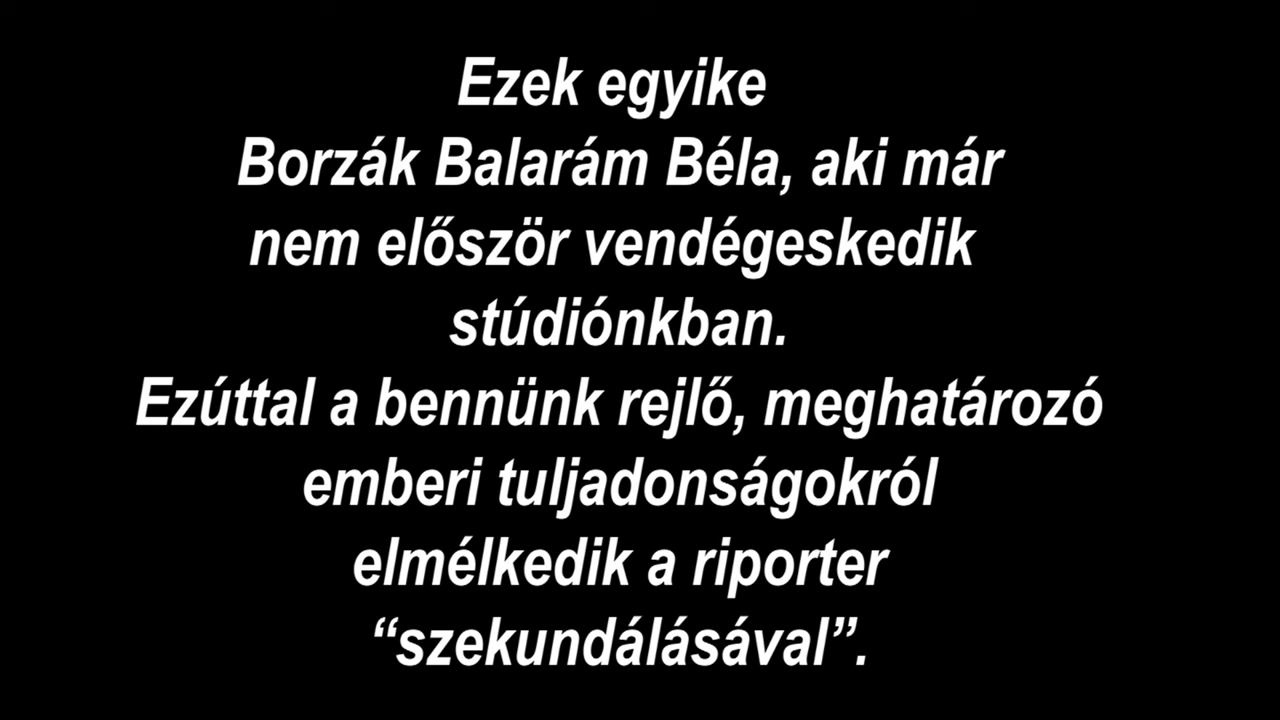 Ezek egyike
Borzák Balarám Béla, aki már
nem először vendégeskedik
stúdiónkban.
Ezúttal a bennünk rejlő, meghatározó
emberi tuljadonságokról
elmélkedik a riporter
“szekundálásával”.